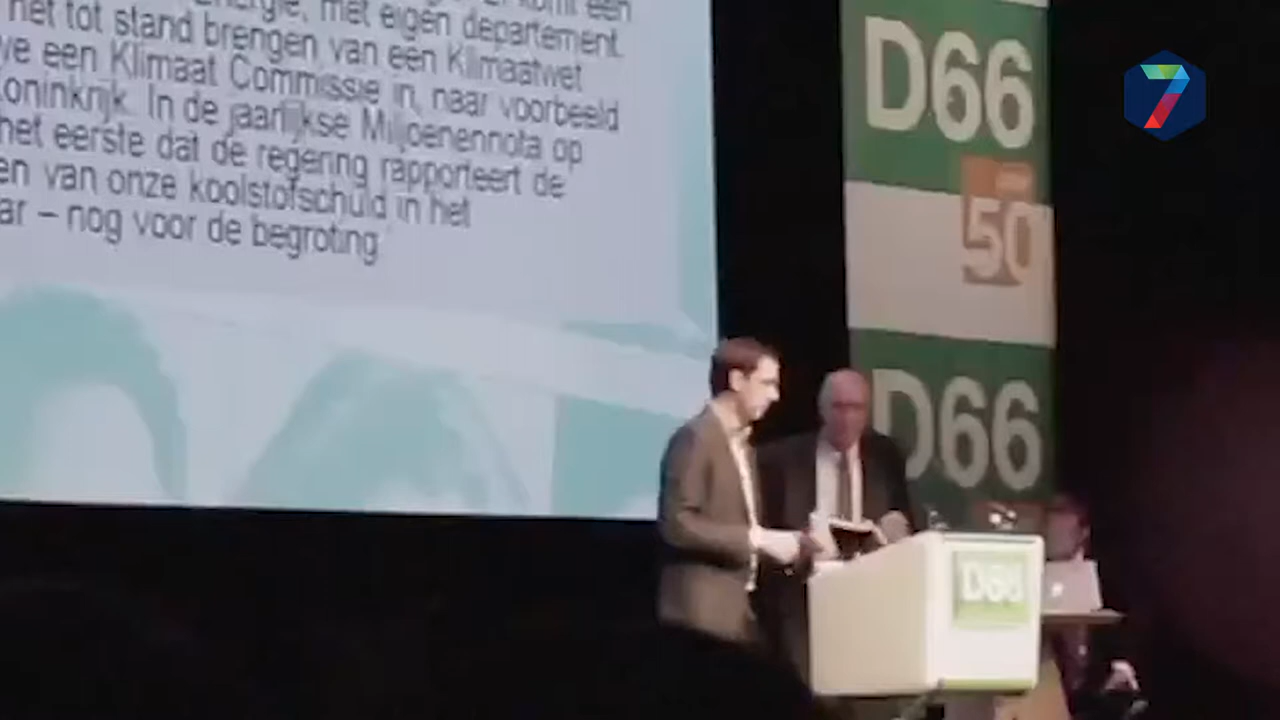 Energie, met eigen departement.
het tot stand brengen van een Klimaatwet
een Klimaat Commissie in, naar voorbeeld
Koninkrijk. In de jaarlijkse Miljoenennota op
het eerste dat de regering rapporteert de
en van onze koolstofschuld in het
ar – nog voor de begroting
D66
50
D66
D66
7